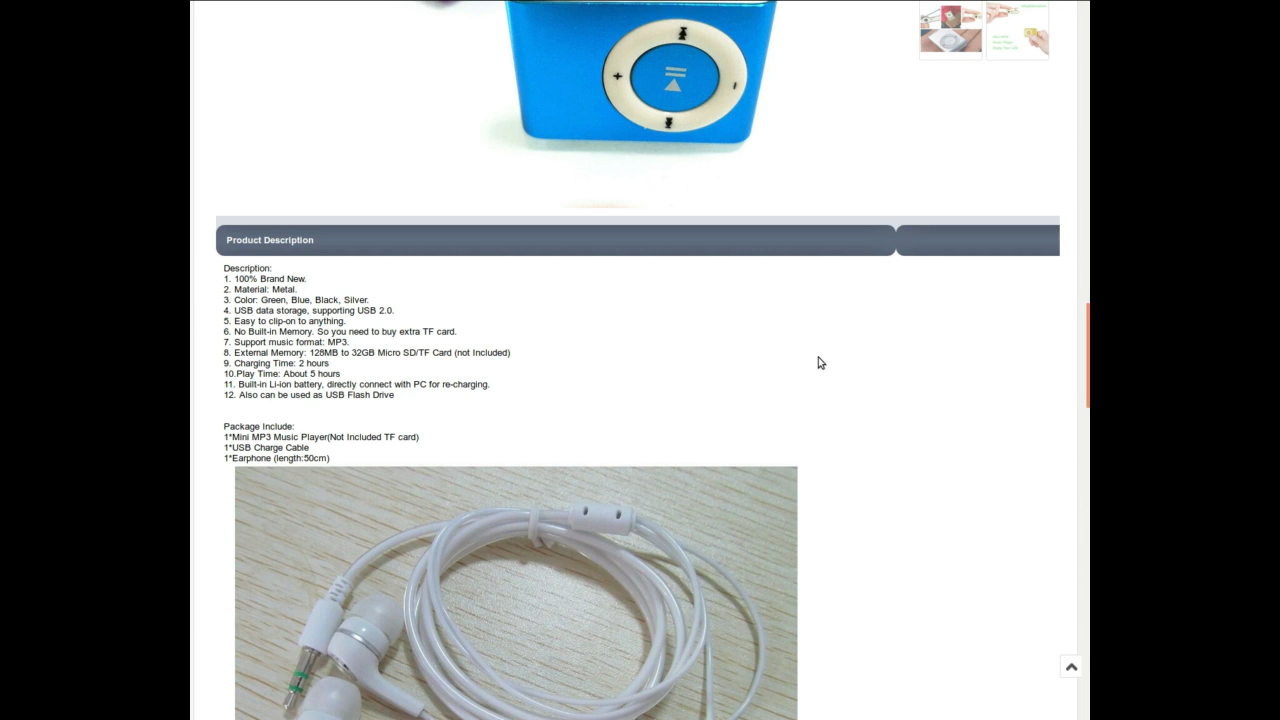 +
-
Product Description
Description:
1. 100% Brand New.
2. Material: Metal.
3. Color: Green, Blue, Black, Silver.
4. USB data storage, supporting USB 2.0.
5. Easy to clip-on to anything.
6. No Built-in Memory. So you need to buy extra TF card.
7. Support music format: MP3.
8. External Memory: 128MB to 32GB Micro SD/TF Card (not Included)
9. Charging Time: 2 hours
10.Play Time: About 5 hours
11. Built-in Li-ion battery, directly connect with PC for re-charging.
12. Also can be used as USB Flash Drive
Package Include:
1*Mini MP3 Music Player(Not Included TF card)
1*USB Charge Cable
1*Earphone (length:50cm)